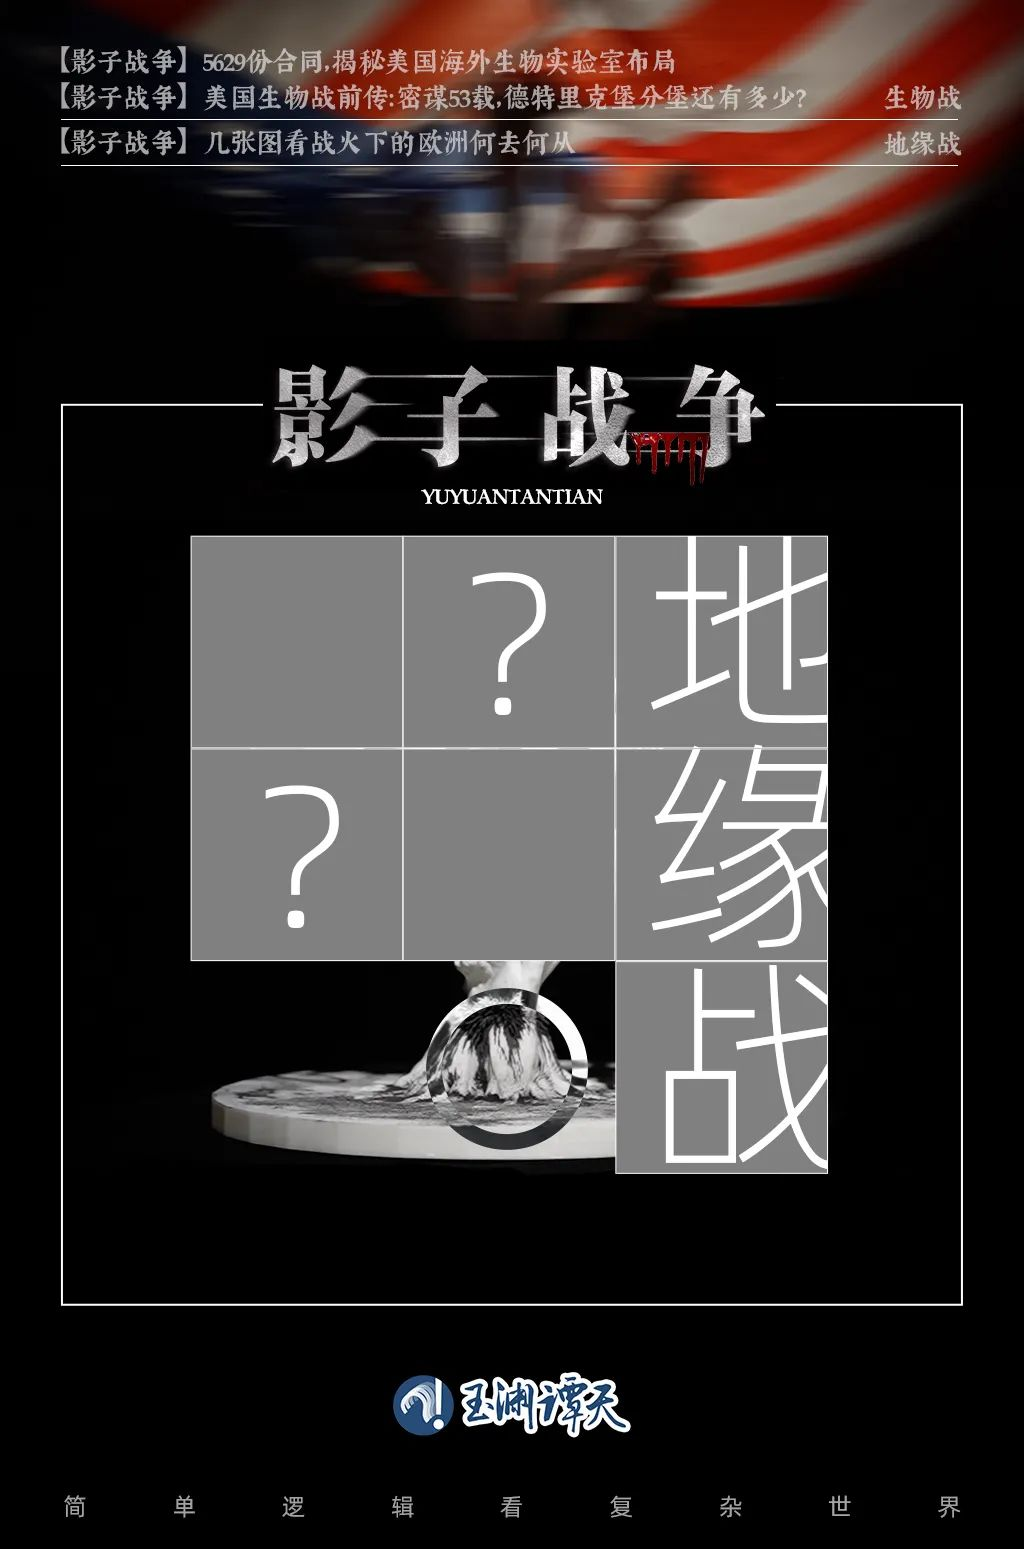 【影子战争】5629份合同,揭秘美国海外生物实验室布局
【影子战争】美国生物战前传:密谋53载,德特里克堡分堡还有多少? 生物战
【影子战争】几张图看战火下的欧洲何去何从 地缘战
影子战争
YUYUANTANTIAN
? 地
? 缘
战
玉渊谭天
简单逻辑看复杂世界